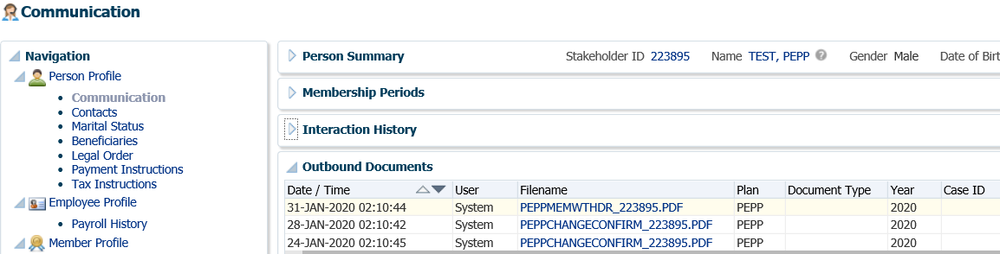 Communication
Navigation
Person Profile
Communication
Contacts
Marital Status
Beneficiaries
Legal Order
Payment Instructions
Tax Instructions
Employee Profile
Payroll History
Member Profile
Person Summary Stakeholder ID 223895 Name TEST, PEPP Gender Male Date of Birt
Membership Periods
Interaction History
Outbound Documents
Date / Time User Filename Plan Document Type Year Case ID
31-JAN-2020 02:10:44 System PEPPMEMWTHDR_223895.PDF PEPP 2020
28-JAN-2020 02:10:42 System PEPPCHANGECONFIRM_223895.PDF PEPP 2020
24-JAN-2020 02:10:45 System PEPPCHANGECONFIRM_223895.PDF PEPP 2020